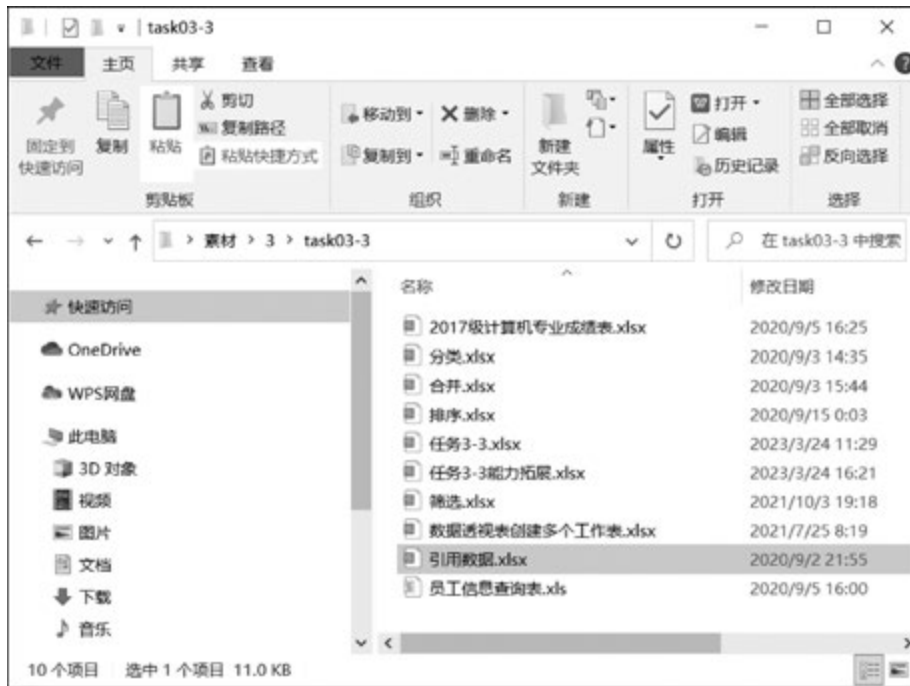 task03-3
文件 主页 共享 查看
固定到快速访问 复制 粘贴 剪切 复制路径 粘贴快捷方式 移动到 复制到 删除 重命名 新建文件夹 属性 打开 编辑 历史记录 全部选择 全部取消 反向选择
剪贴板 组织 新建 打开 选择
素材 > 3 > task03-3 在 task03-3 中搜索
名称 修改日期
快速访问
OneDrive
WPS网盘
此电脑
3D 对象
视频
图片
文档
下载
音乐
2017级计算机专业成绩表.xlsx 2020/9/5 16:25
分类.xlsx 2020/9/3 14:35
合并.xlsx 2020/9/3 15:44
排序.xlsx 2020/9/15 0:03
任务3-3.xlsx 2023/3/24 11:29
任务3-3能力拓展.xlsx 2023/3/24 16:21
筛选.xlsx 2021/10/3 19:18
数据透视表创建多个工作表.xlsx 2021/7/25 8:19
引用数据.xlsx 2020/9/2 21:55
员工信息查询表.xls 2020/9/5 16:00
10 个项目 选中 1 个项目 11.0 KB